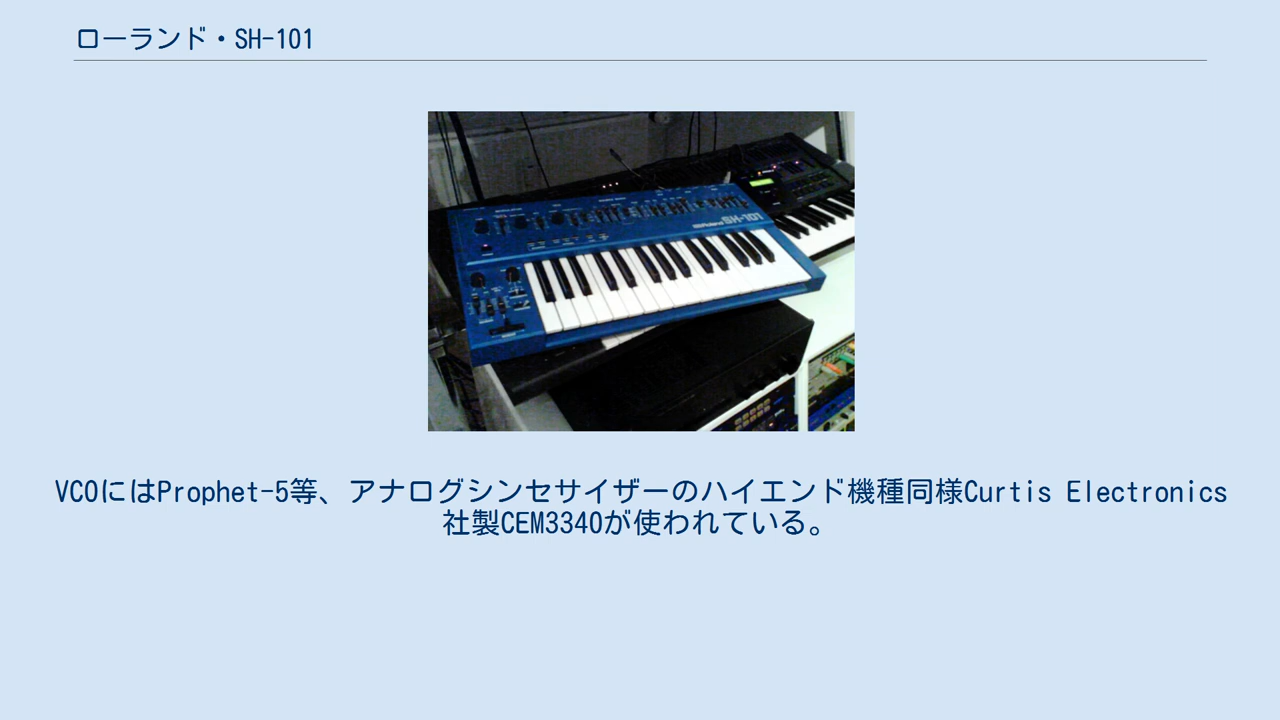 ローランド・SH-101
Roland SH-101
VCOにはProphet-5等、アナログシンセサイザーのハイエンド機種同様Curtis Electronics
社製CEM3340が使われている。